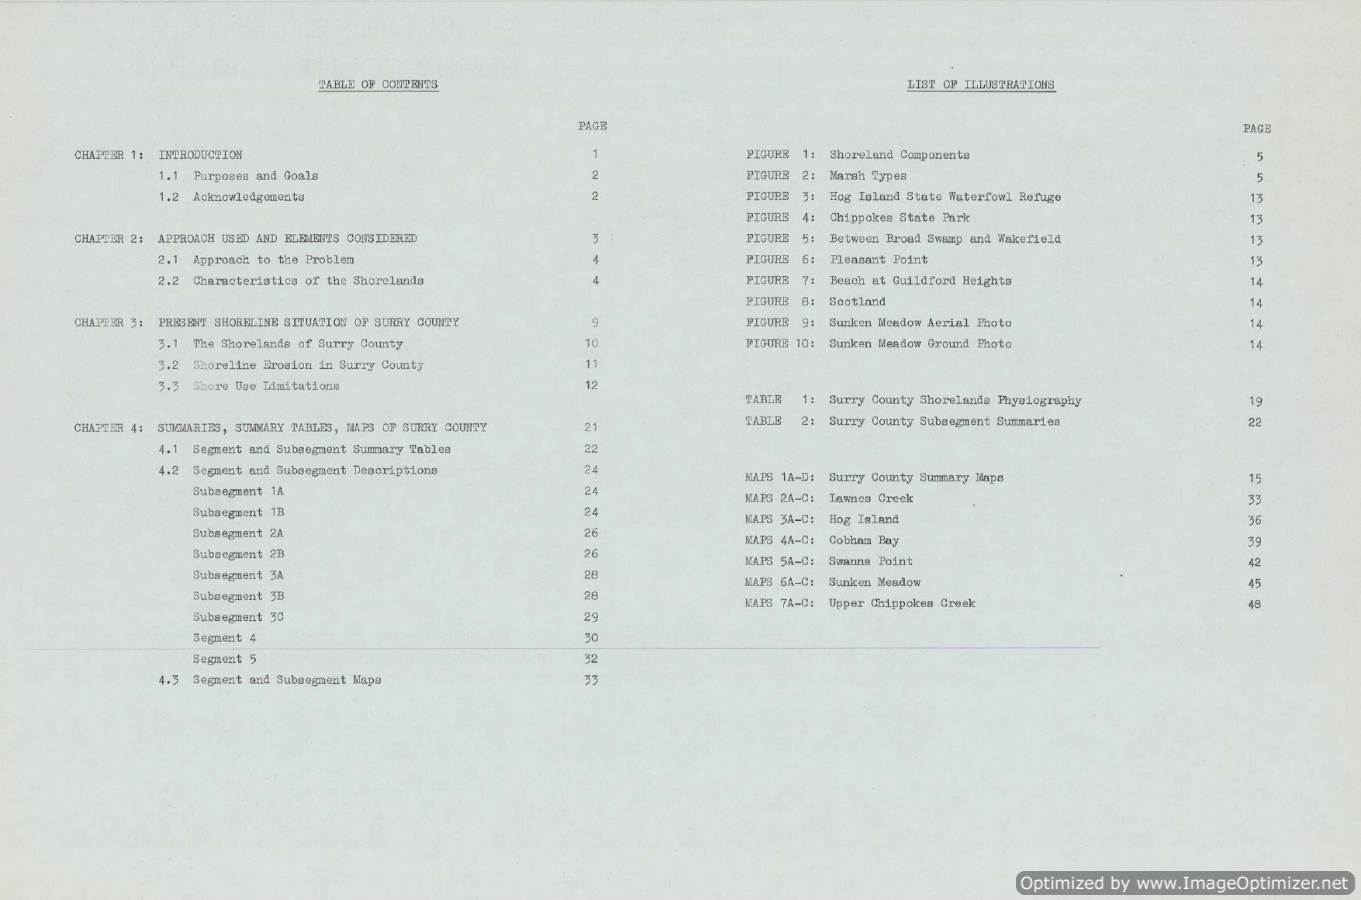 TABLE OF CONTENTS
PAGE
CHAPTER 1: INTRODUCTION 1
1.1 Purposes and Goals 2
1.2 Acknowledgements 2
CHAPTER 2: APPROACH USED AND ELEMENTS CONSIDERED 3
2.1 Approach to the Problem 4
2.2 Characteristics of the Shorelands 4
CHAPTER 3: PRESENT SHORELINE SITUATION OF SURRY COUNTY 9
3.1 The Shorelands of Surry County 10
3.2 Shoreline Erosion in Surry County 11
3.3 Shore Use Limitations 12
CHAPTER 4: SUMMARIES, SUMMARY TABLES, MAPS OF SURRY COUNTY 21
4.1 Segment and Subsegment Summary Tables 22
4.2 Segment and Subsegment Descriptions 24
Subsegment 1A 24
Subsegment 1B 24
Subsegment 2A 26
Subsegment 2B 26
Subsegment 3A 28
Subsegment 3B 28
Subsegment 3C 29
Segment 4 30
Segment 5 32
4.3 Segment and Subsegment Maps 33
LIST OF ILLUSTRATIONS
PAGE
FIGURE 1: Shoreland Components 5
FIGURE 2: Marsh Types 5
FIGURE 3: Hog Island State Waterfowl Refuge 13
FIGURE 4: Chippokes State Park 13
FIGURE 5: Between Broad Swamp and Wakefield 13
FIGURE 6: Pleasant Point 13
FIGURE 7: Beach at Guildford Heights 14
FIGURE 8: Scotland 14
FIGURE 9: Sunken Meadow Aerial Photo 14
FIGURE 10: Sunken Meadow Ground Photo 14
TABLE 1: Surry County Shorelands Physiography 19
TABLE 2: Surry County Subsegment Summaries 22
MAPS 1A-D: Surry County Summary Maps 15
MAPS 2A-C: Lawnes Creek 33
MAPS 3A-C: Hog Island 36
MAPS 4A-C: Cobham Bay 39
MAPS 5A-C: Swanns Point 42
MAPS 6A-C: Sunken Meadow 45
MAPS 7A-C: Upper Chippokes Creek 48
Optimized by www.ImageOptimizer.net